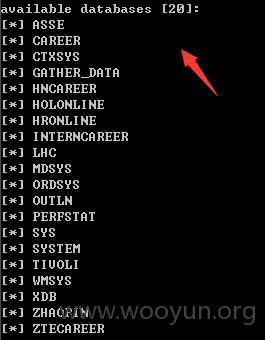 available databases [20]:
[*] ASSE
[*] CAREER
[*] CTXSYS
[*] GATHER_DATA
[*] HNCAREER
[*] HOLONLINE
[*] HRONLINE
[*] INTERNCAREER
[*] LHC
[*] MDSYS
[*] ORDSYS
[*] OUTLN
[*] PERFSTAT
[*] SYS
[*] SYSTEM
[*] TIVOLI
[*] WMSYS
[*] XDB
[*] ZHAOPIN
[*] ZTECAREER
www.wooyun.org